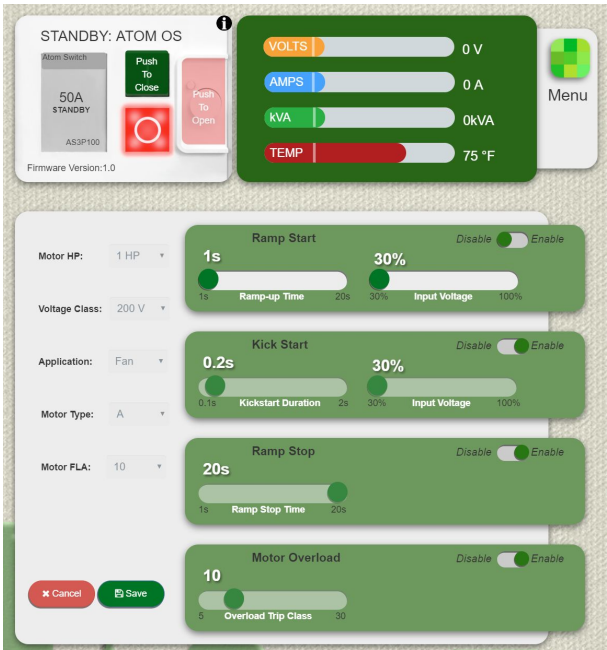 STANDBY: ATOM OS
i
Atom Switch
50A
STANDBY
AS3P100
Push
To
Close
Push
To
Open
Firmware Version:1.0
VOLTS
0 V
AMPS
0 A
kVA
0kVA
TEMP
75 °F
Menu
Motor HP:
1 HP
Voltage Class:
200 V
Application:
Fan
Motor Type:
A
Motor FLA:
10
Cancel
Save
Ramp Start
Disable
Enable
1s
30%
1s
Ramp-up Time
20s
30%
Input Voltage
100%
Kick Start
Disable
Enable
0.2s
30%
0.1s
Kickstart Duration
2s
30%
Input Voltage
100%
Ramp Stop
Disable
Enable
20s
1s
Ramp Stop Time
20s
Motor Overload
Disable
Enable
10
5
Overload Trip Class
30